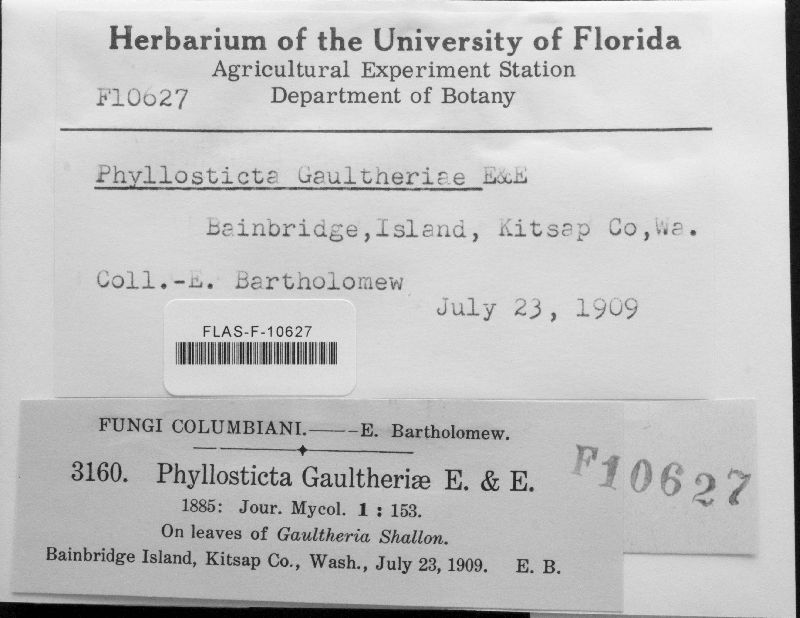 Herbarium of the University of Florida
Agricultural Experiment Station
F10627 Department of Botany
Phyllosticta Gaultheriae E&E
Bainbridge,Island, Kitsap Co,Wa.
Coll.-E. Bartholomew
July 23, 1909
FLAS-F-10627
FUNGI COLUMBIANI.——E. Bartholomew.
3160. Phyllosticta Gaultheriæ E. & E.
1885: Jour. Mycol. 1 : 153.
On leaves of Gaultheria Shallon.
Bainbridge Island, Kitsap Co., Wash., July 23, 1909. E. B.
F10627